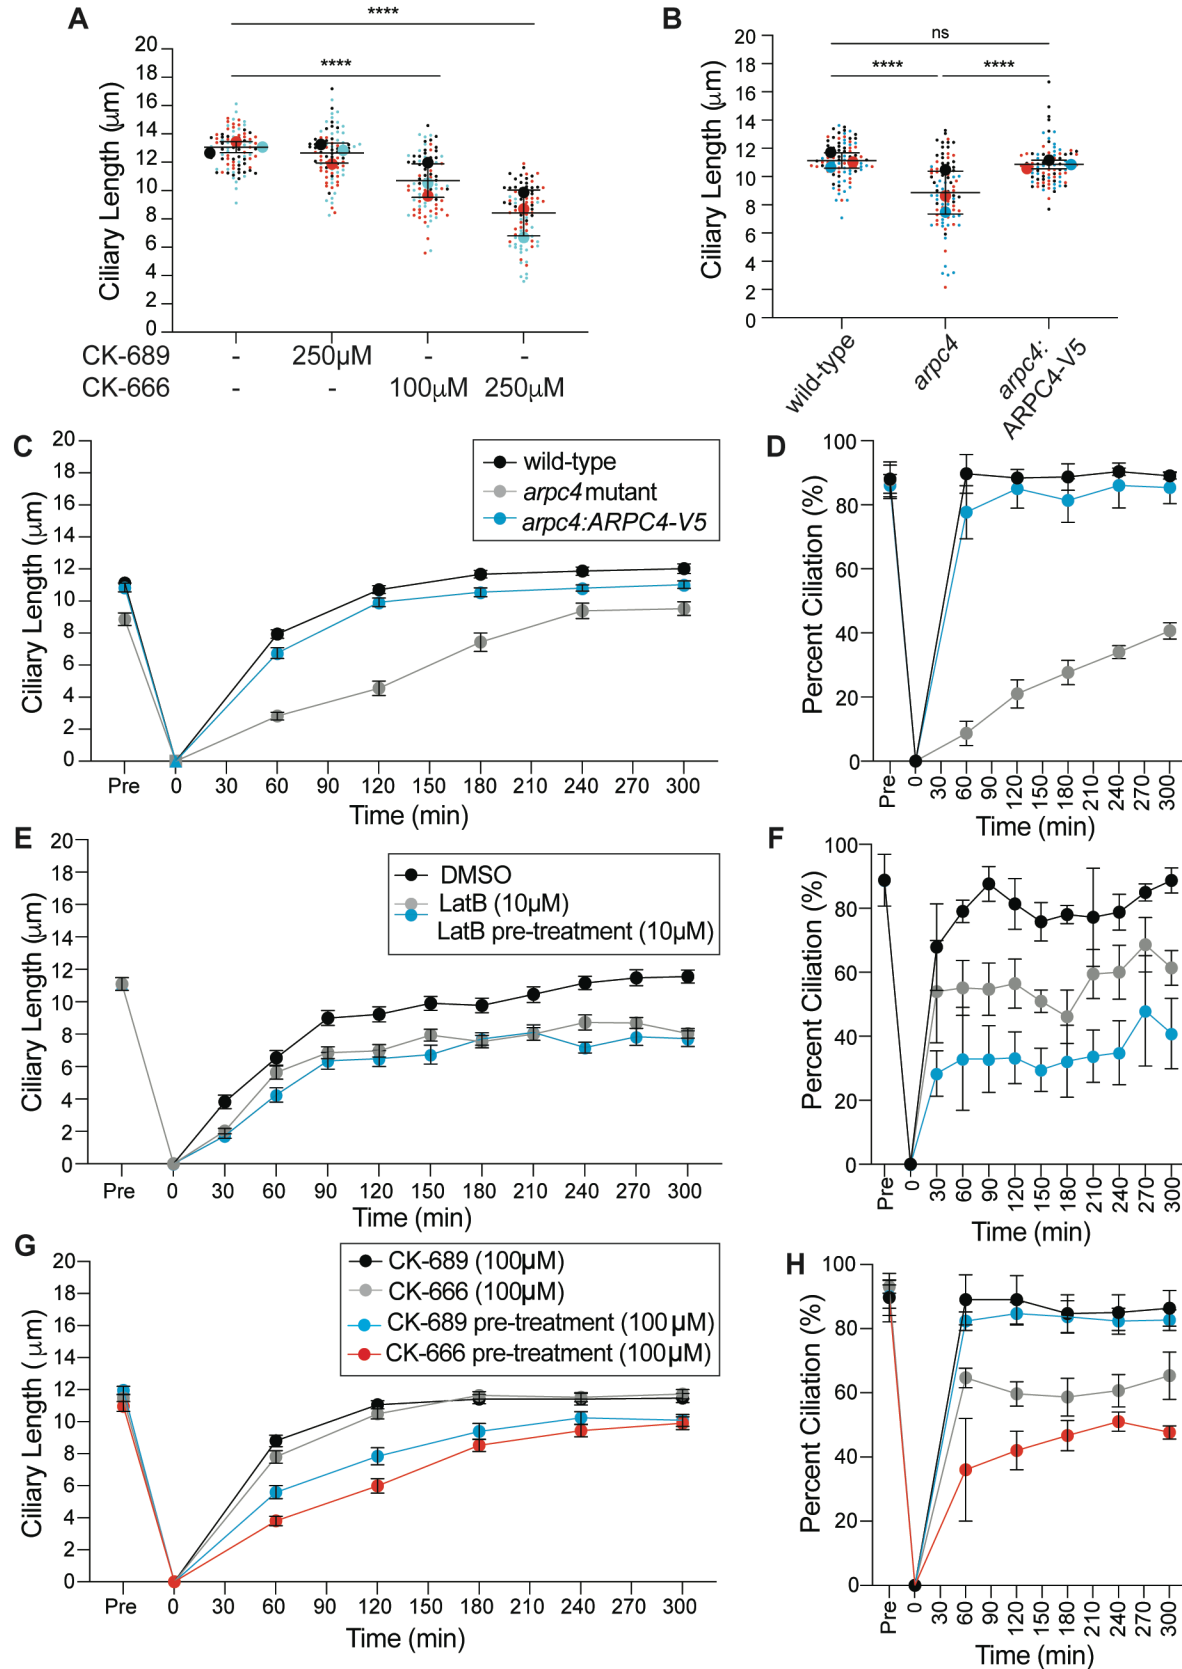 A
****
****
Ciliary Length (μm)
20
18
16
14
12
10
8
6
4
2
0
CK-689 - 250μM - -
CK-666 - - 100μM 250μM
B
ns
**** ****
Ciliary Length (μm)
20
18
16
14
12
10
8
6
4
2
0
wild-type
arpc4
arpc4:
ARPC4-V5
C
Ciliary Length (μm)
20
18
16
14
12
10
8
6
4
2
0
wild-type
arpc4 mutant
arpc4:ARPC4-V5
Pre 0 30 60 90 120 150 180 210 240 270 300
Time (min)
D
Percent Ciliation (%)
100
80
60
40
20
0
Pre 0 30 60 90 120 150 180 210 240 270 300
Time (min)
E
Ciliary Length (μm)
20
18
16
14
12
10
8
6
4
2
0
DMSO
LatB (10μM)
LatB pre-treatment (10μM)
Pre 0 30 60 90 120 150 180 210 240 270 300
Time (min)
F
Percent Ciliation (%)
100
80
60
40
20
0
Pre 0 30 60 90 120 150 180 210 240 270 300
Time (min)
G
Ciliary Length (μm)
20
18
16
14
12
10
8
6
4
2
0
CK-689 (100μM)
CK-666 (100μM)
CK-689 pre-treatment (100μM)
CK-666 pre-treatment (100μM)
Pre 0 30 60 90 120 150 180 210 240 270 300
Time (min)
H
Percent Ciliation (%)
100
80
60
40
20
0
Pre 0 30 60 90 120 150 180 210 240 270 300
Time (min)